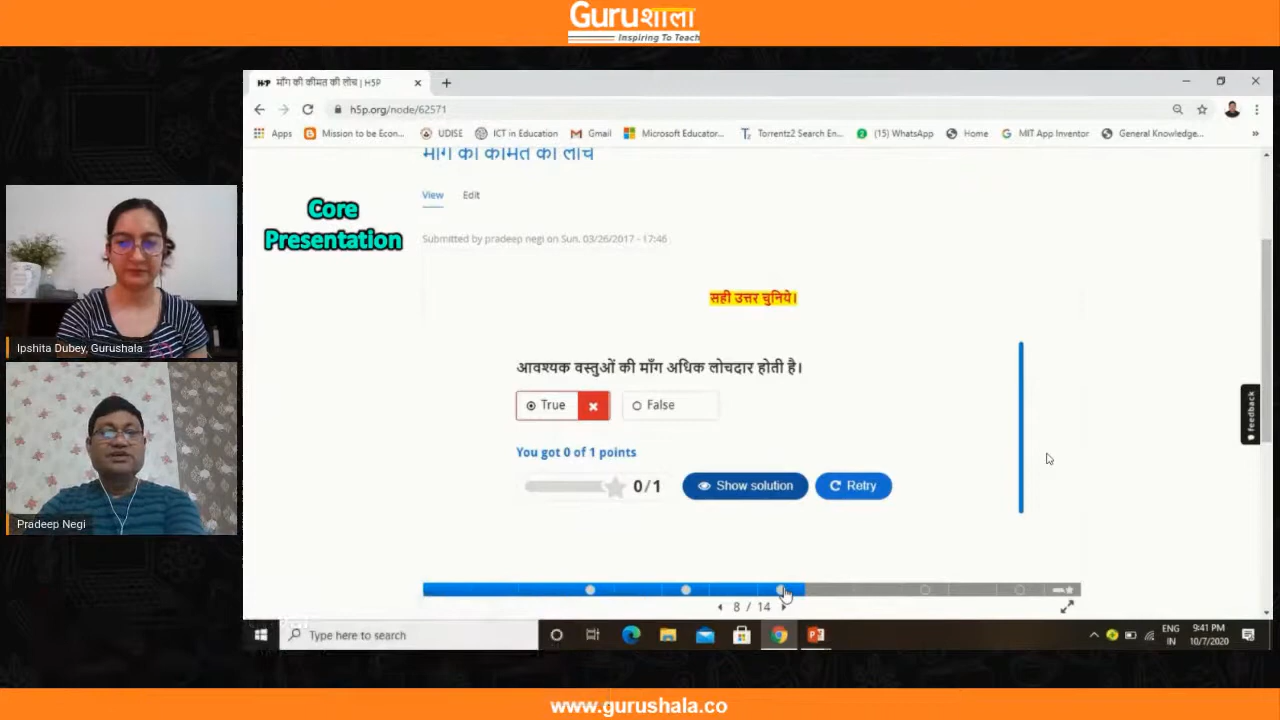 Guruशाला
Inspiring To Teach
H5P माँग की कीमत की लोच | H5P
h5p.org/node/62571
Apps Mission to be Econ... UDISE ICT in Education Gmail Microsoft Educator... Torrentz2 Search En... (15) WhatsApp Home MIT App Inventor General Knowledge... »
माँग की कीमत की लोच
View Edit
Core
Presentation
Submitted by pradeep negi on Sun, 03/26/2017 - 17:46
सही उत्तर चुनिये।
आवश्यक वस्तुओं की माँग अधिक लोचदार होती है।
True False
You got 0 of 1 points
0/1 Show solution Retry
feedback
8 / 14
Ipshita Dubey, Gurushala
Pradeep Negi
Type here to search
ENG
IN
9:41 PM
10/7/2020
www.gurushala.co